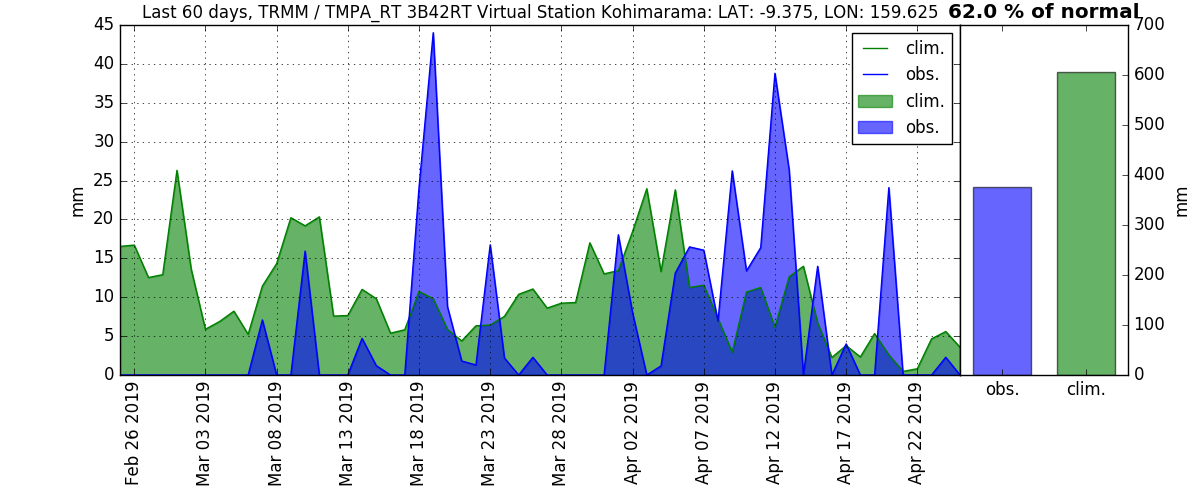 Last 60 days, TRMM / TMPA_RT 3B42RT Virtual Station Kohimarama: LAT: -9.375, LON: 159.625 62.0 % of normal
45
40
35
30
25
20
15
10
5
0
mm
clim.
obs.
clim.
obs.
700
600
500
400
300
200
100
0
mm
obs.
clim.
Feb 26 2019
Mar 03 2019
Mar 08 2019
Mar 13 2019
Mar 18 2019
Mar 23 2019
Mar 28 2019
Apr 02 2019
Apr 07 2019
Apr 12 2019
Apr 17 2019
Apr 22 2019